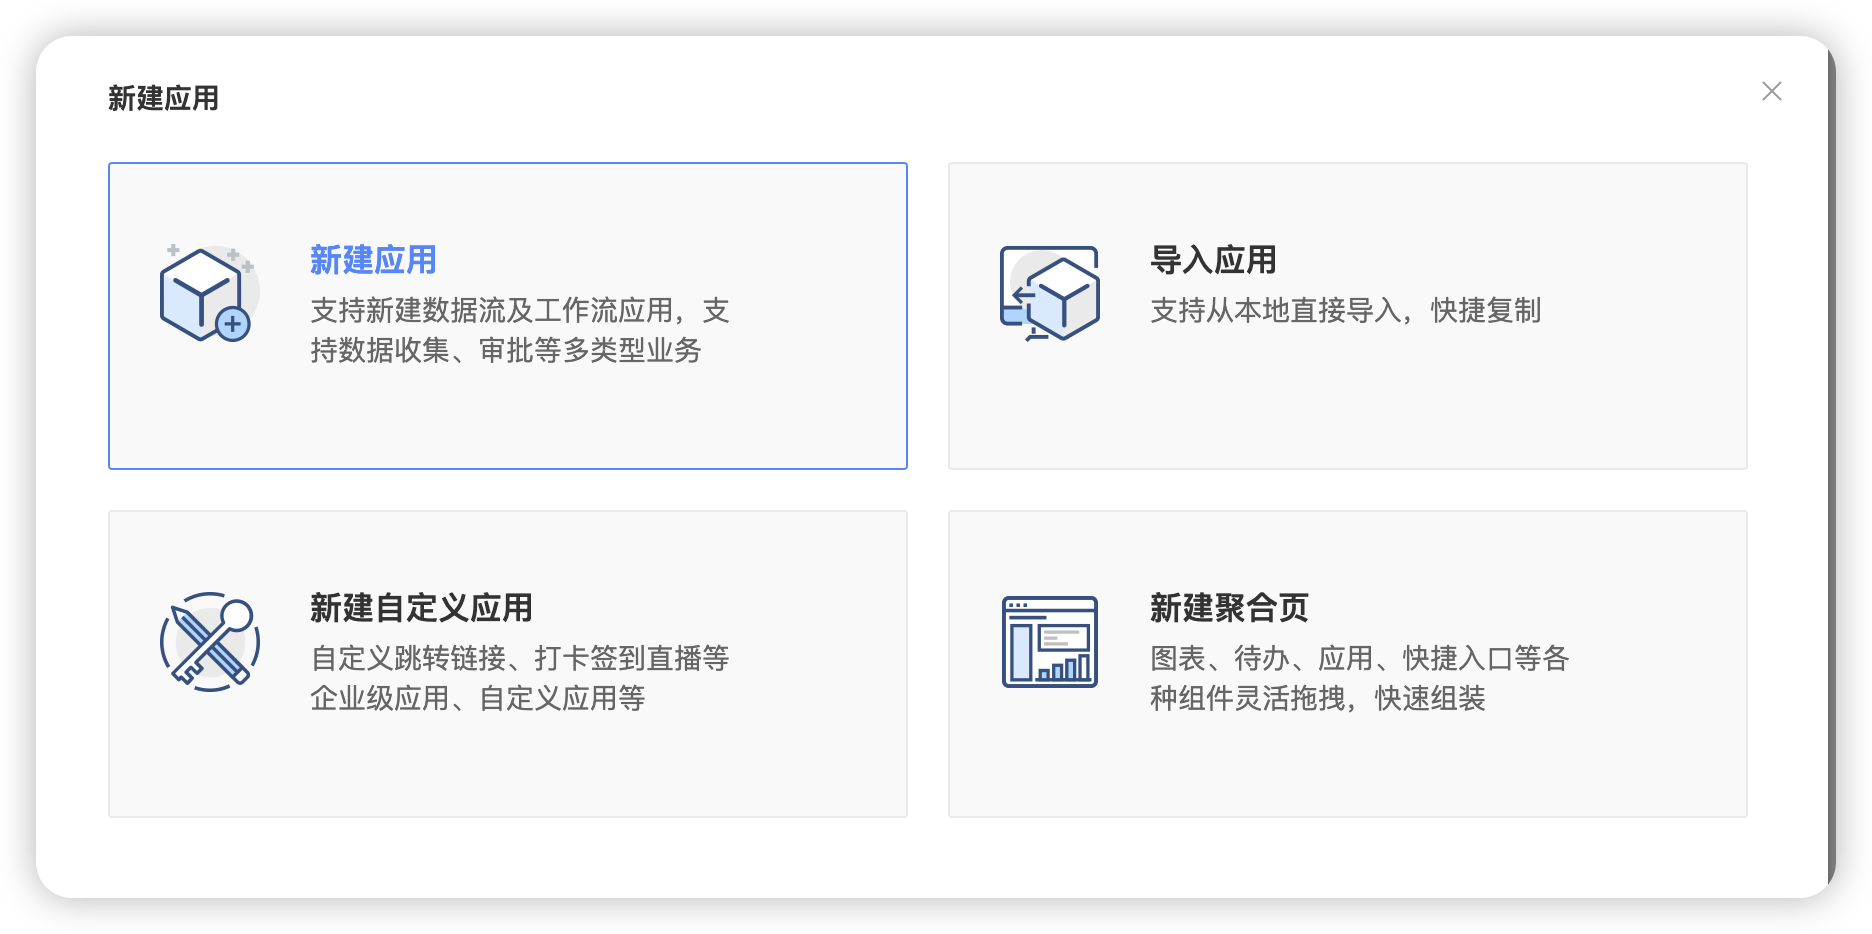 新建应用
新建应用
支持新建数据流及工作流应用，支
持数据收集、审批等多类型业务
导入应用
支持从本地直接导入，快捷复制
新建自定义应用
自定义跳转链接、打卡签到直播等
企业级应用、自定义应用等
新建聚合页
图表、待办、应用、快捷入口等各
种组件灵活拖拽，快速组装